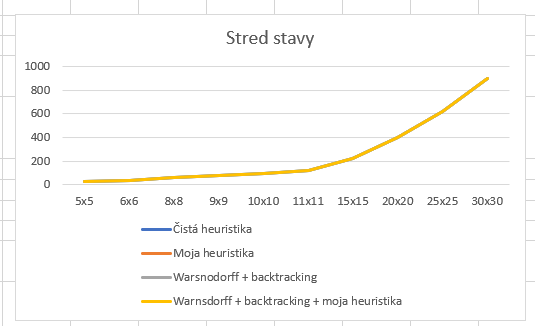 Stred stavy
1000
800
600
400
200
0
5x5 6x6 8x8 9x9 10x10 11x11 15x15 20x20 25x25 30x30
Čistá heuristika
Moja heuristika
Warsnodorff + backtracking
Warnsdorff + backtracking + moja heuristika